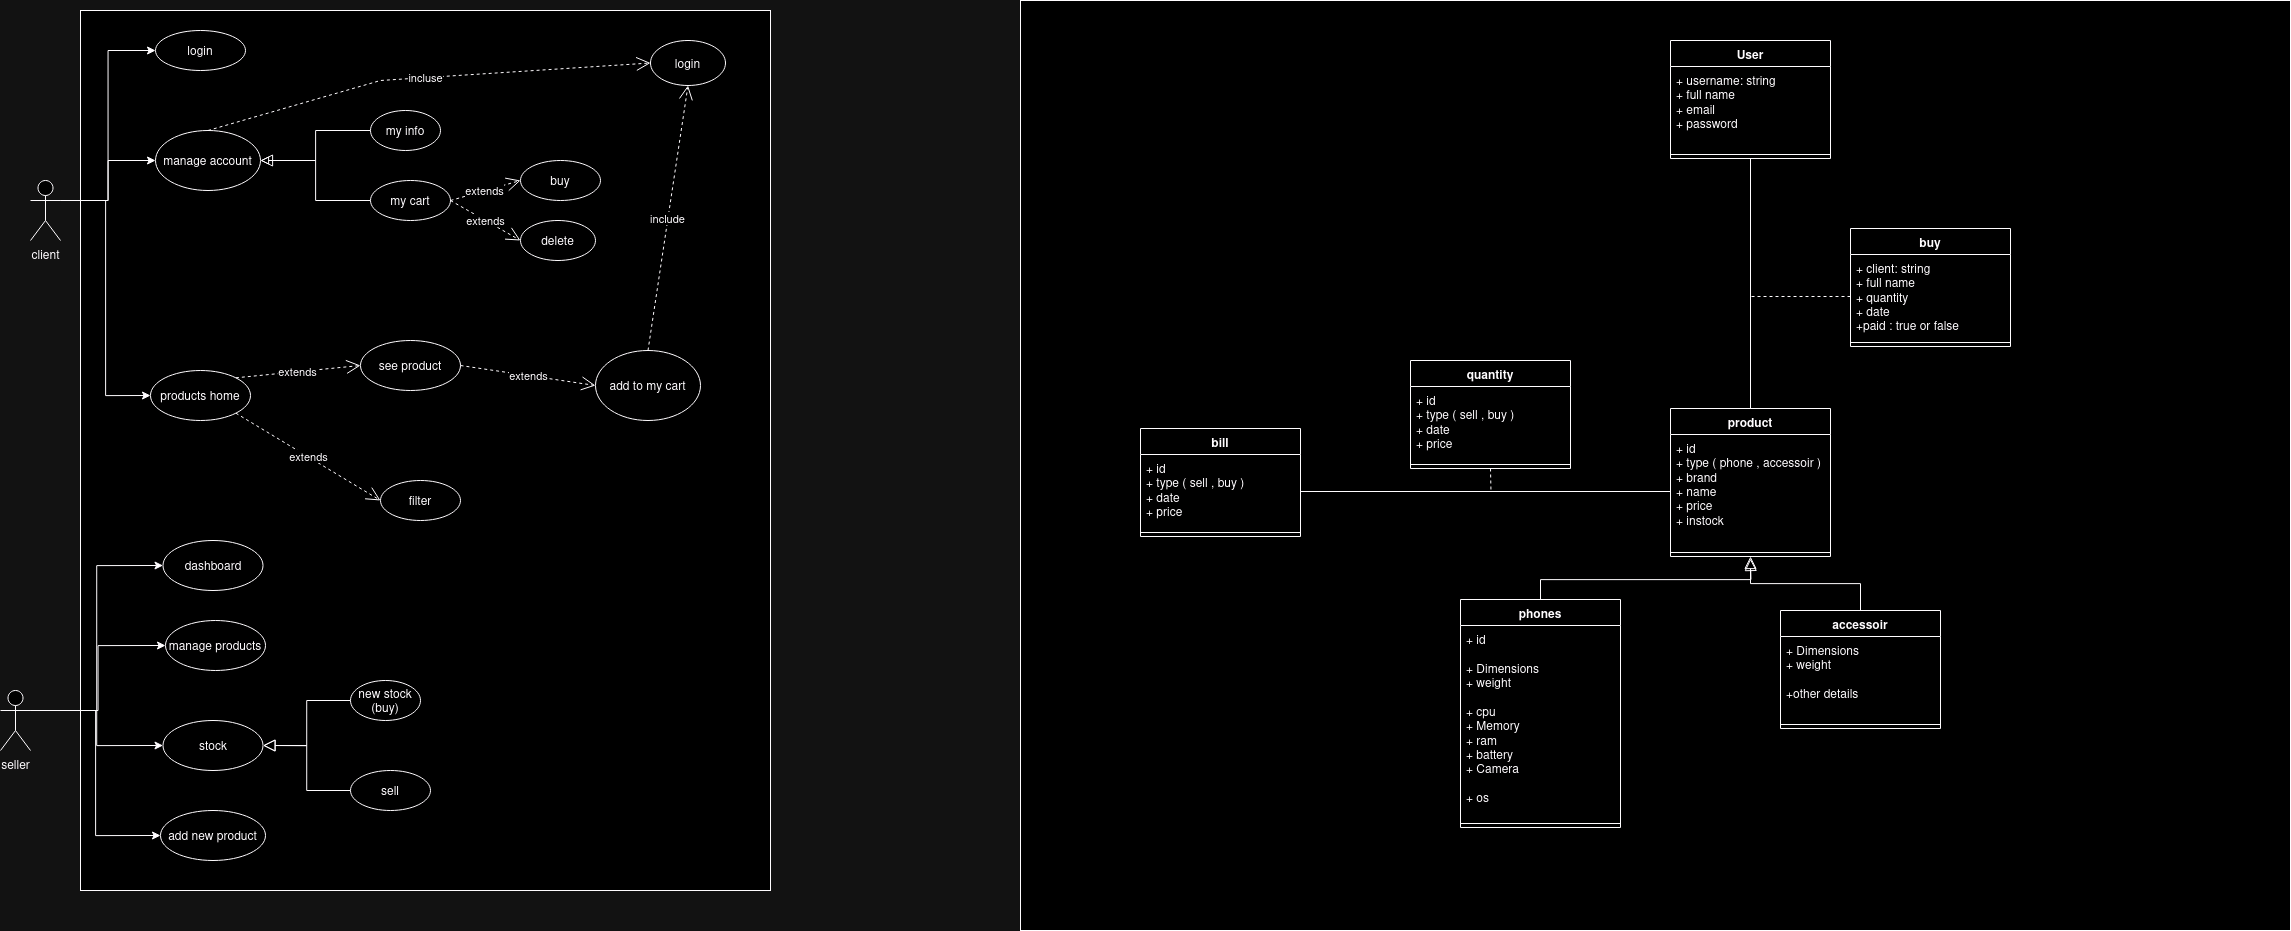 login
login
incluse
my info
manage account
buy
extends
my cart
extends
include
delete
client
see product
extends
extends
add to my cart
products home
extends
filter
dashboard
manage products
new stock
(buy)
stock
seller
sell
add new product
User
+ username: string
+ full name
+ email
+ password
buy
+ client: string
+ full name
+ quantity
+ date
+paid : true or false
quantity
+ id
+ type ( sell , buy )
+ date
+ price
bill
+ id
+ type ( sell , buy )
+ date
+ price
product
+ id
+ type ( phone , accessoir )
+ brand
+ name
+ price
+ instock
phones
+ id
+ Dimensions
+ weight
+ cpu
+ Memory
+ ram
+ battery
+ Camera
+ os
accessoir
+ Dimensions
+ weight
+other details